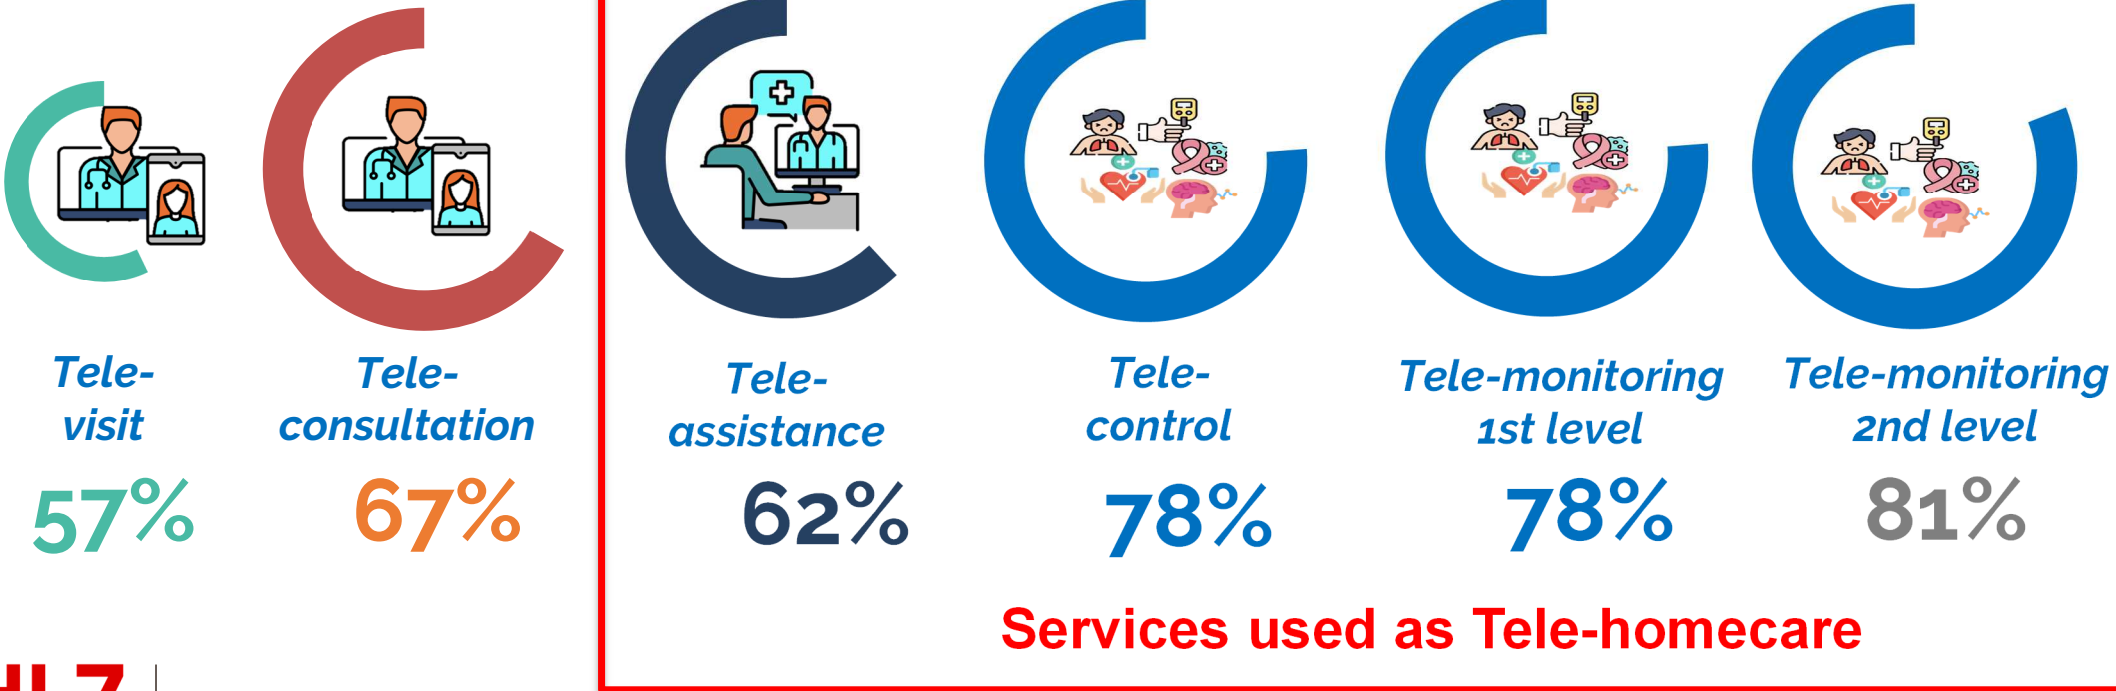 Tele-
visit
57%
Tele-
consultation
67%
Tele-
assistance
62%
Tele-
control
78%
Tele-monitoring
1st level
78%
Tele-monitoring
2nd level
81%
Services used as Tele-homecare